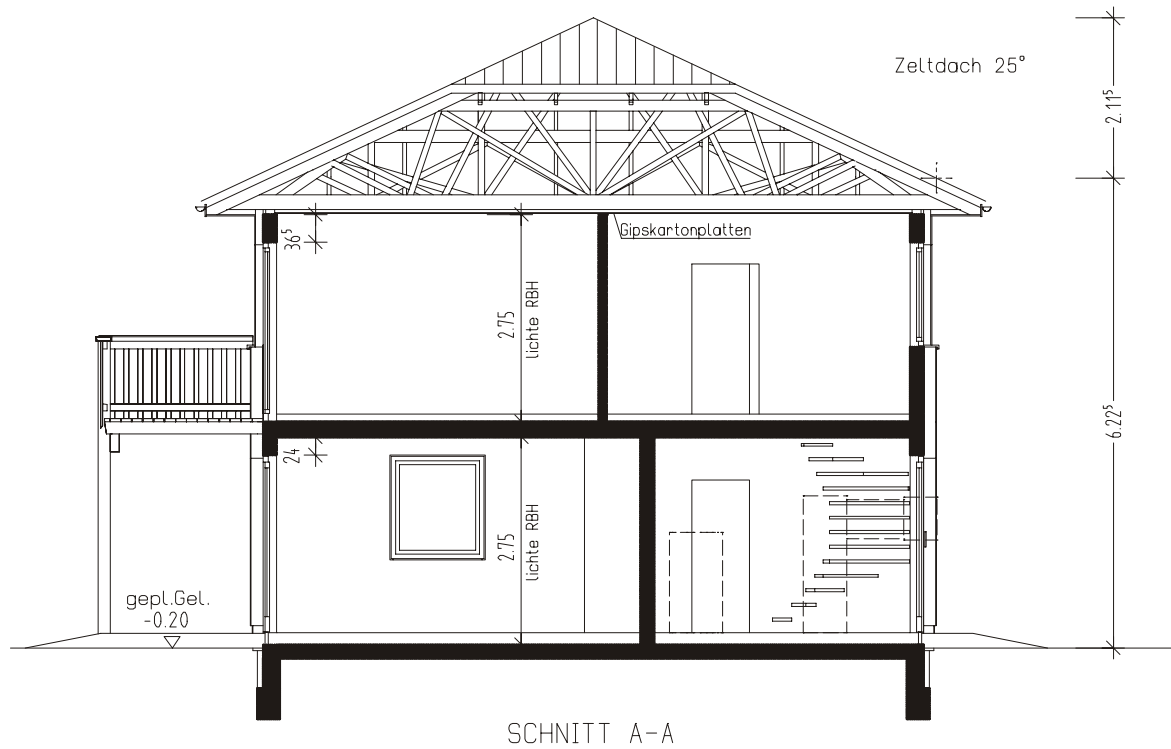 Zeltdach 25°
2.11⁵
Gipskartonplatten
36⁵
2.75
lichte RBH
6.22⁵
24
2.75
lichte RBH
gepl.Gel.
-0.20
SCHNITT A-A